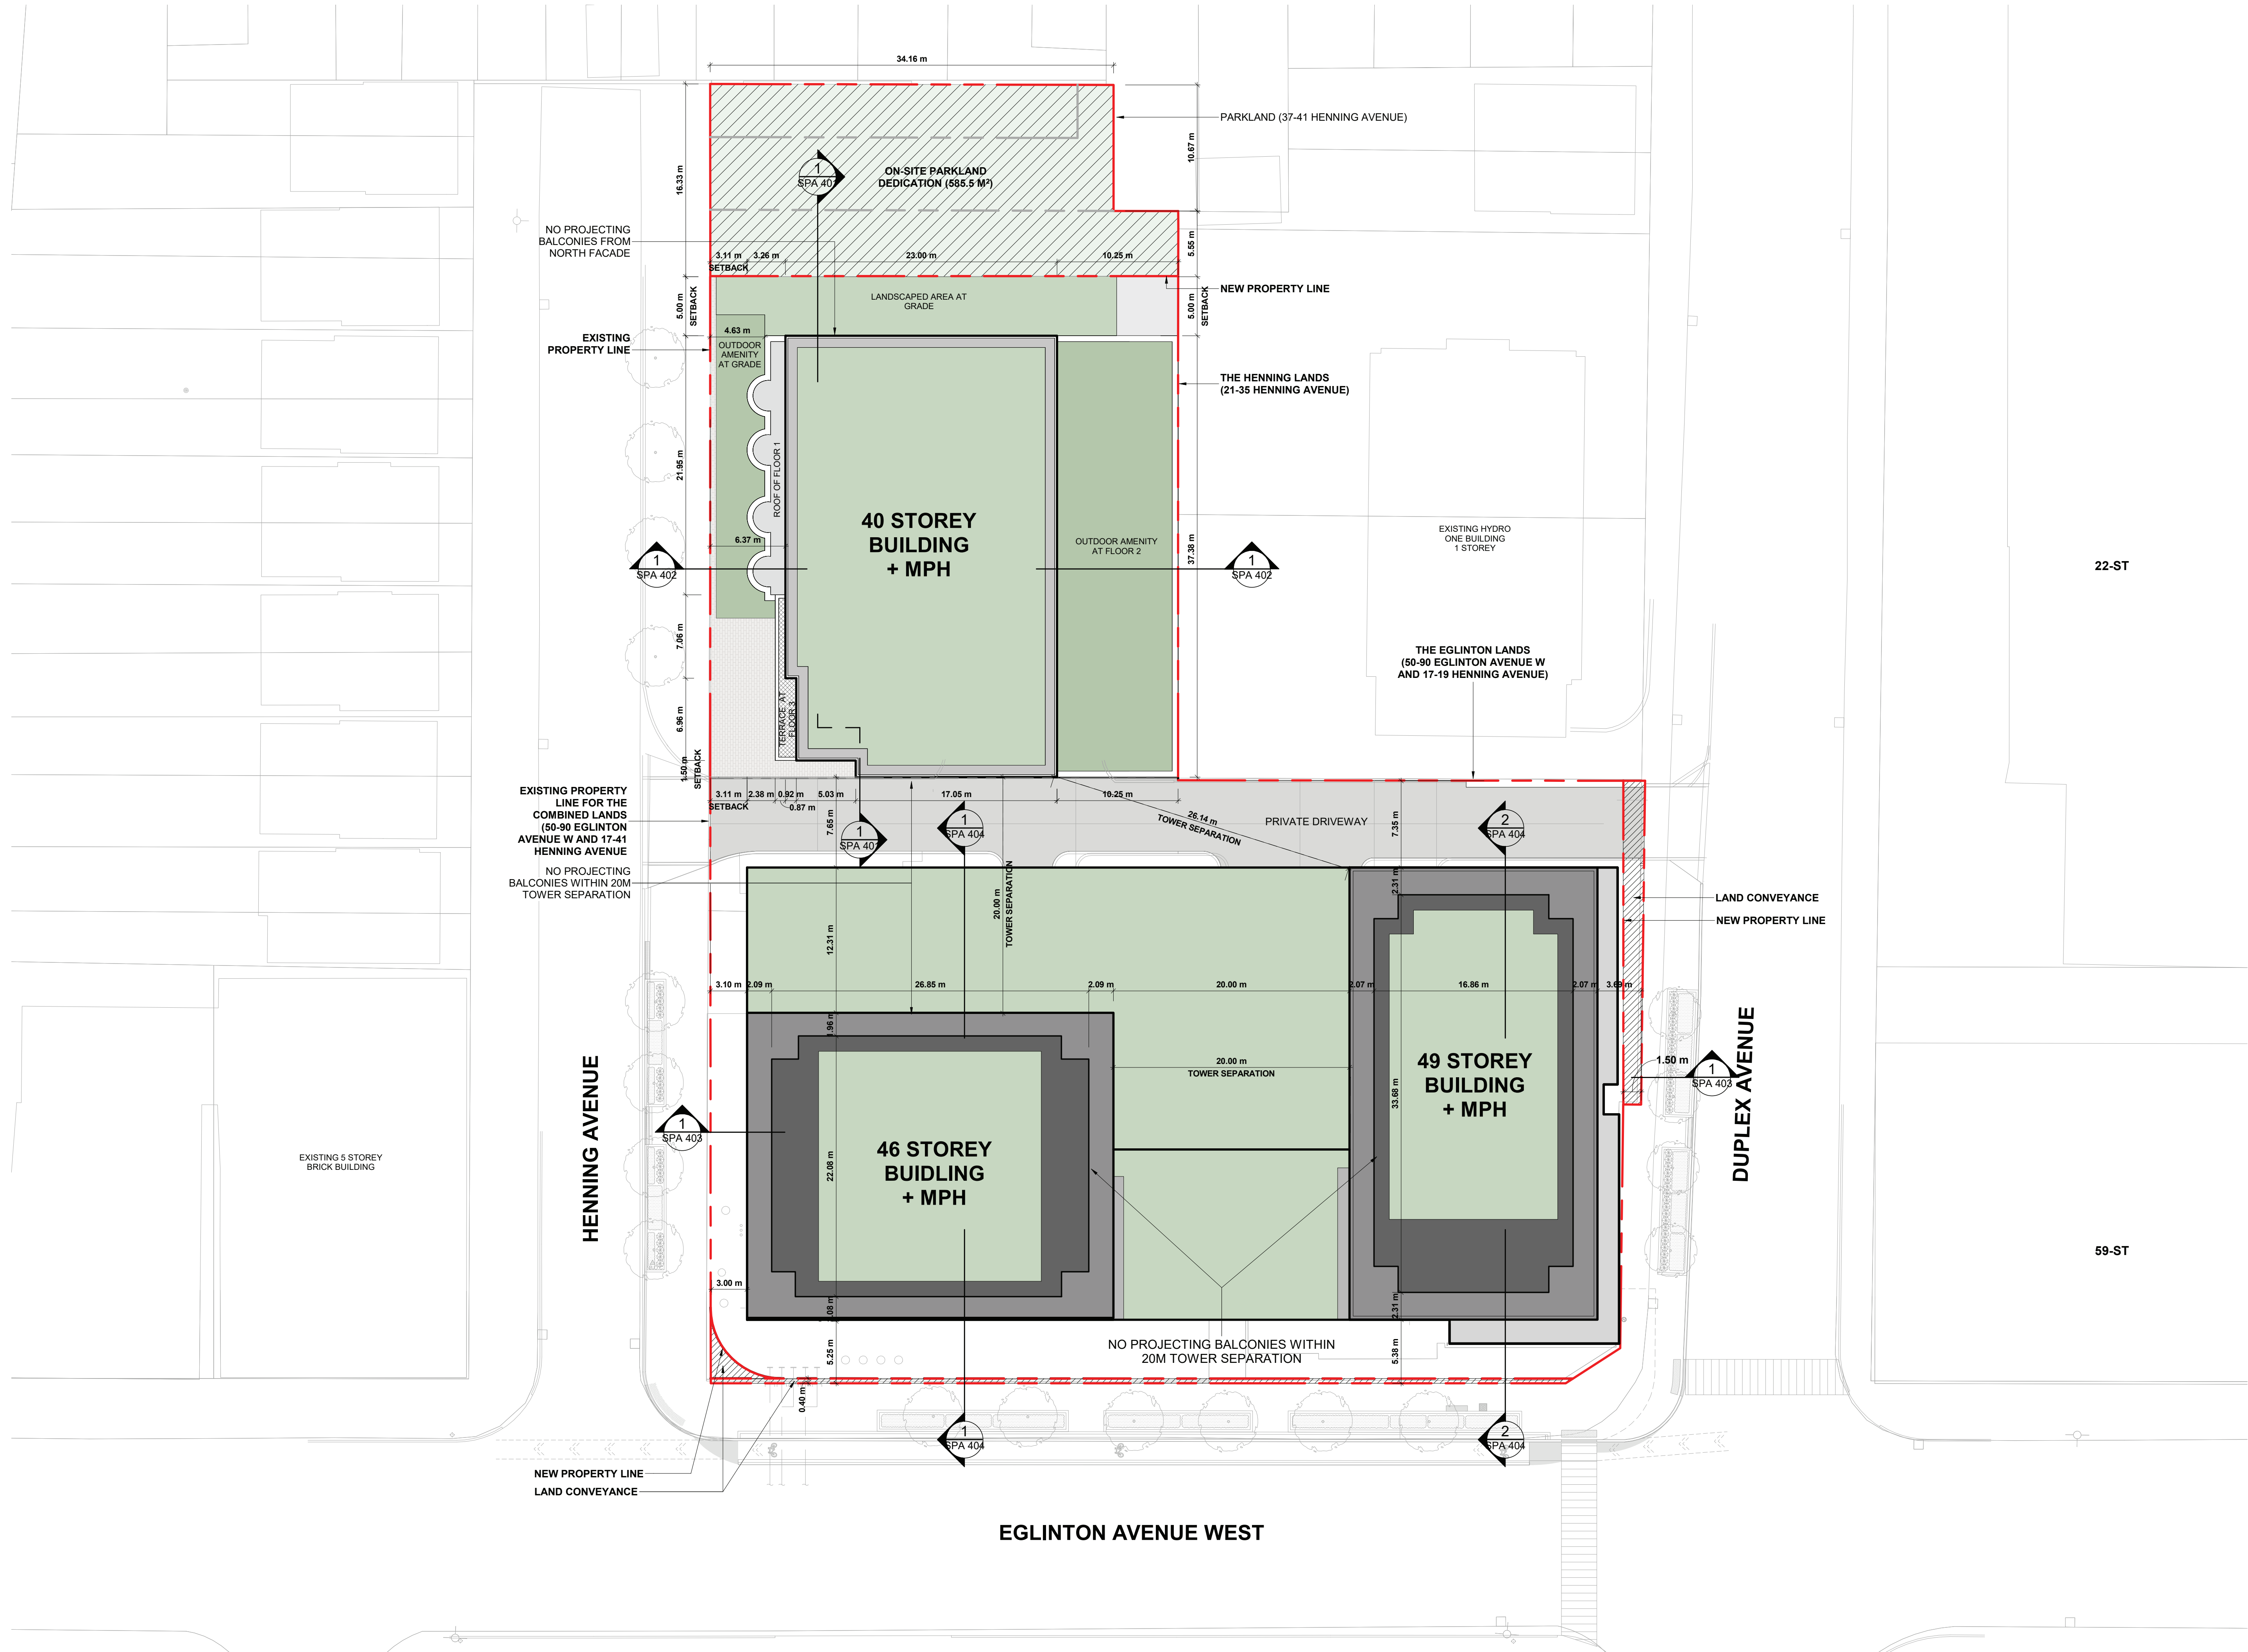 34.16 m
PARKLAND (37-41 HENNING AVENUE)
10.67 m
16.33 m
1
SPA 401
ON-SITE PARKLAND
DEDICATION (585.5 M²)
NO PROJECTING
BALCONIES FROM
NORTH FACADE
5.55 m
3.11 m
SETBACK
3.26 m
23.00 m
10.25 m
NEW PROPERTY LINE
5.00 m
SETBACK
LANDSCAPED AREA AT
GRADE
5.00 m
SETBACK
EXISTING
PROPERTY LINE
4.63 m
OUTDOOR
AMENITY
AT GRADE
THE HENNING LANDS
(21-35 HENNING AVENUE)
21.95 m
ROOF OF FLOOR 1
40 STOREY
BUILDING
+ MPH
6.37 m
OUTDOOR AMENITY
AT FLOOR 2
37.38 m
EXISTING HYDRO
ONE BUILDING
1 STOREY
1
SPA 402
1
SPA 402
22-ST
7.06 m
6.96 m
TERRACE AT
FLOOR 3
THE EGLINTON LANDS
(50-90 EGLINTON AVENUE W
AND 17-19 HENNING AVENUE)
1.50 m
SETBACK
EXISTING PROPERTY
LINE FOR THE
COMBINED LANDS
(50-90 EGLINTON
AVENUE W AND 17-41
HENNING AVENUE
3.11 m
SETBACK
2.38 m
0.92 m
0.87 m
5.03 m
17.05 m
10.25 m
7.65 m
1
SPA 401
1
SPA 404
26.14 m
TOWER SEPARATION
PRIVATE DRIVEWAY
7.35 m
2
SPA 404
NO PROJECTING
BALCONIES WITHIN 20M
TOWER SEPARATION
20.00 m
TOWER SEPARATION
2.31 m
LAND CONVEYANCE
NEW PROPERTY LINE
12.31 m
3.10 m
2.09 m
26.85 m
2.09 m
20.00 m
2.07 m
16.86 m
2.07 m
3.69 m
1.96 m
20.00 m
TOWER SEPARATION
49 STOREY
BUILDING
+ MPH
33.68 m
1.50 m
1
SPA 403
DUPLEX AVENUE
HENNING AVENUE
1
SPA 403
EXISTING 5 STOREY
BRICK BUILDING
46 STOREY
BUIDLING
+ MPH
22.08 m
59-ST
3.00 m
2.08 m
2.31 m
5.25 m
NO PROJECTING BALCONIES WITHIN
20M TOWER SEPARATION
5.38 m
0.40 m
1
SPA 404
2
SPA 404
NEW PROPERTY LINE
LAND CONVEYANCE
EGLINTON AVENUE WEST